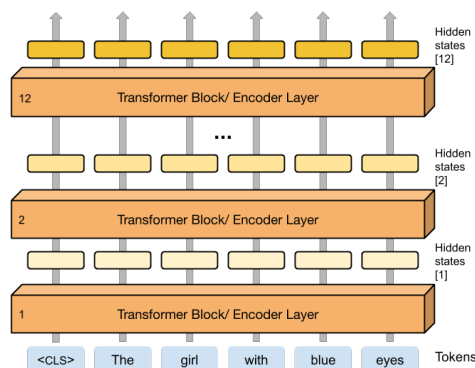 Hidden
states
[12]
12 Transformer Block/ Encoder Layer
...
Hidden
states
[2]
2 Transformer Block/ Encoder Layer
Hidden
states
[1]
1 Transformer Block/ Encoder Layer
<CLS> The girl with blue eyes Tokens